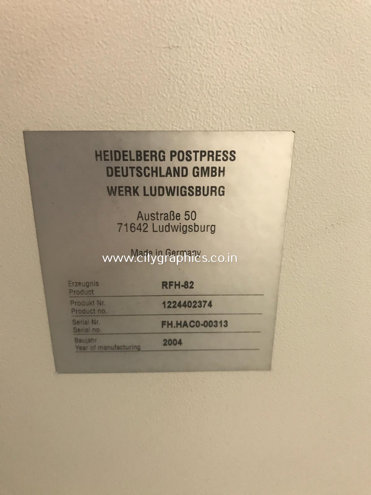 HEIDELBERG POSTPRESS
DEUTSCHLAND GMBH
WERK LUDWIGSBURG
Austraße 50
71642 Ludwigsburg
Made in Germany
www.citygraphics.co.in
Erzeugnis
Product
RFH-82
Produkt Nr.
Product no.
1224402374
Serial Nr.
Serial no.
FH.HAC0-00313
Baujahr
Year of manufacturing
2004